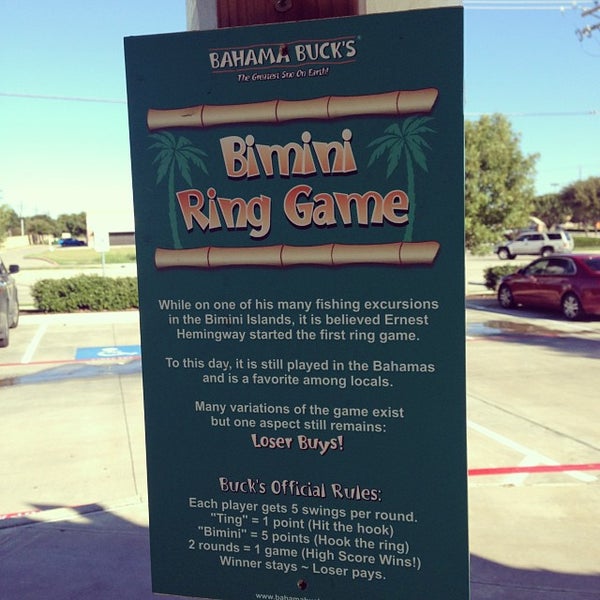 BAHAMA BUCK'S
The Greatest Sno On Earth!
Bimini
Ring Game
While on one of his many fishing excursions
in the Bimini Islands, it is believed Ernest
Hemingway started the first ring game.
To this day, it is still played in the Bahamas
and is a favorite among locals.
Many variations of the game exist
but one aspect still remains:
Loser Buys!
Buck's Official Rules:
Each player gets 5 swings per round.
"Ting" = 1 point (Hit the hook)
"Bimini" = 5 points (Hook the ring)
2 rounds = 1 game (High Score Wins!)
Winner stays ~ Loser pays.